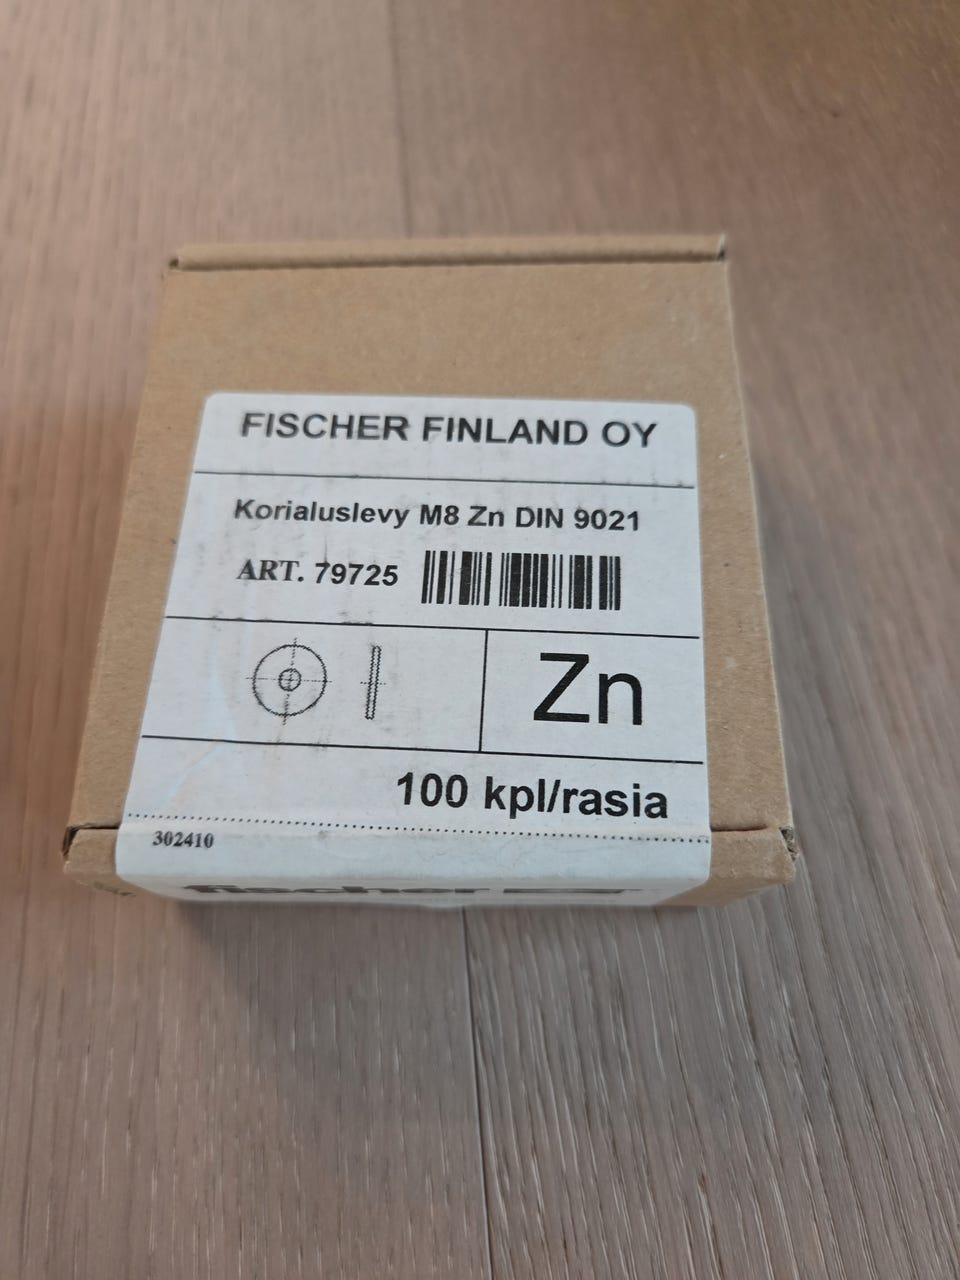 FISCHER FINLAND OY
Korialuslevy M8 Zn DIN 9021
ART. 79725
Zn
100 kpl/rasia
302410
fischer